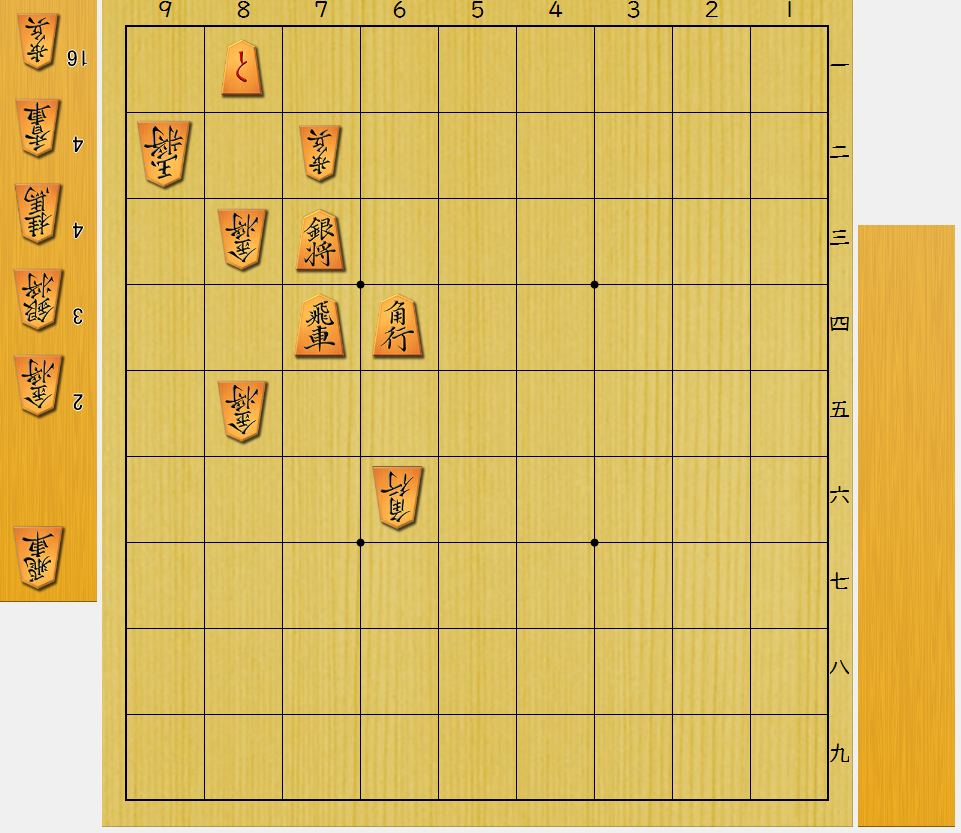 9 8 7 6 5 4 3 2 1
と 一
玉将 歩兵 二
金将 銀将 三
飛車 角行 四
金将 五
角行 六
七
八
九
歩兵 16
香車 4
桂馬 4
銀将 3
金将 2
飛車